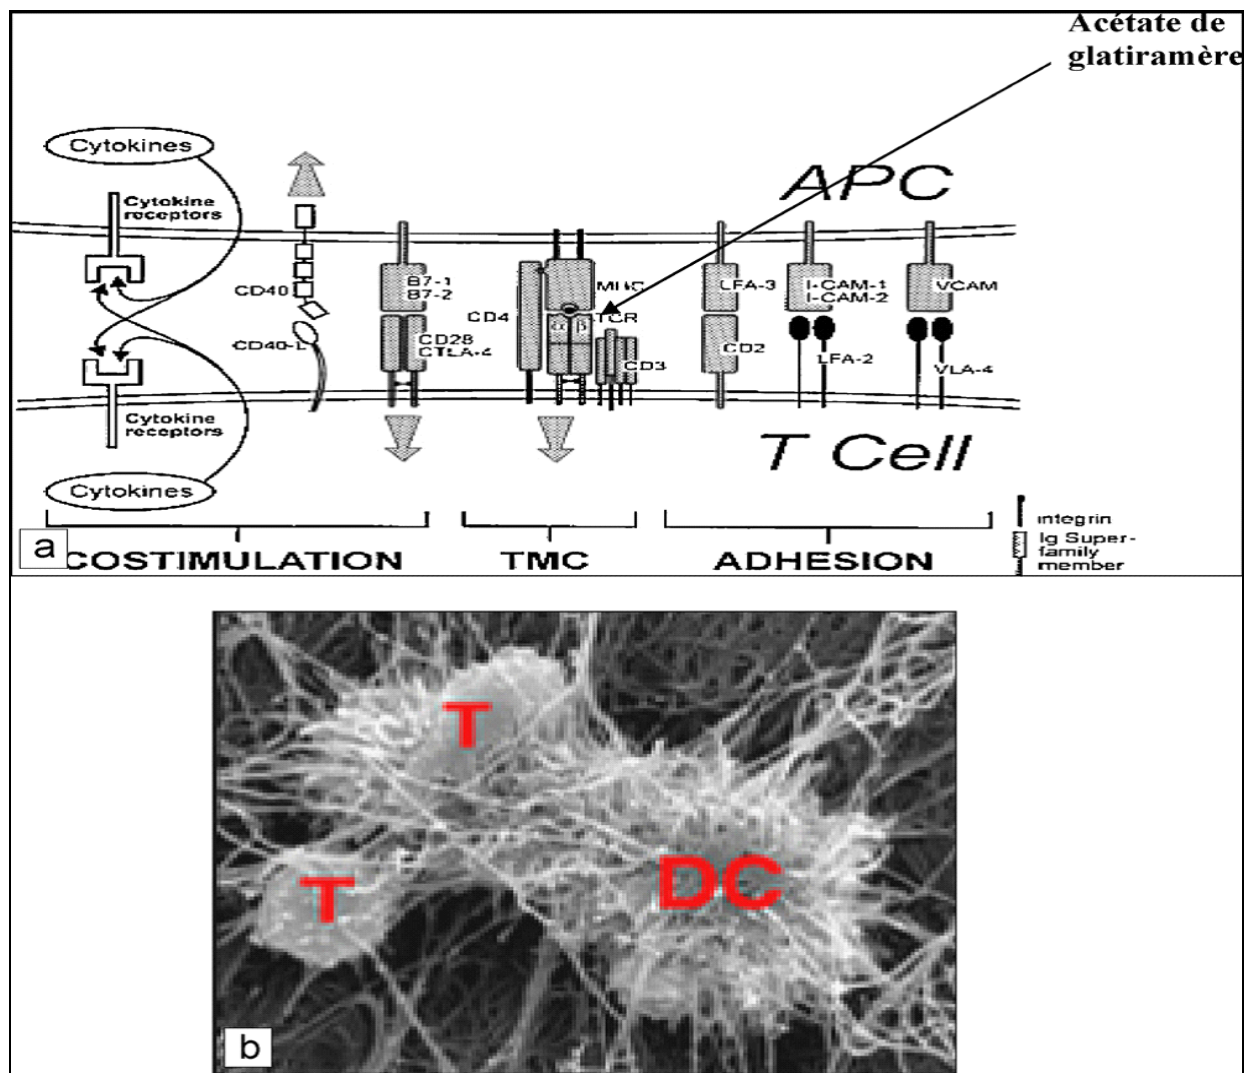 Acétate de
glatiramère
Cytokines
APC
Cytokine
receptors
CD40
B7-1
B7-2
MHC
LFA-3
I-CAM-1
I-CAM-2
VCAM
CD4
α β
TCR
CD40-L
CD28
CTLA-4
CD3
CD2
LFA-2
VLA-4
Cytokine
receptors
T Cell
Cytokines
a
COSTIMULATION
TMC
ADHESION
integrin
Ig Super-
family
member
T
T
DC
b